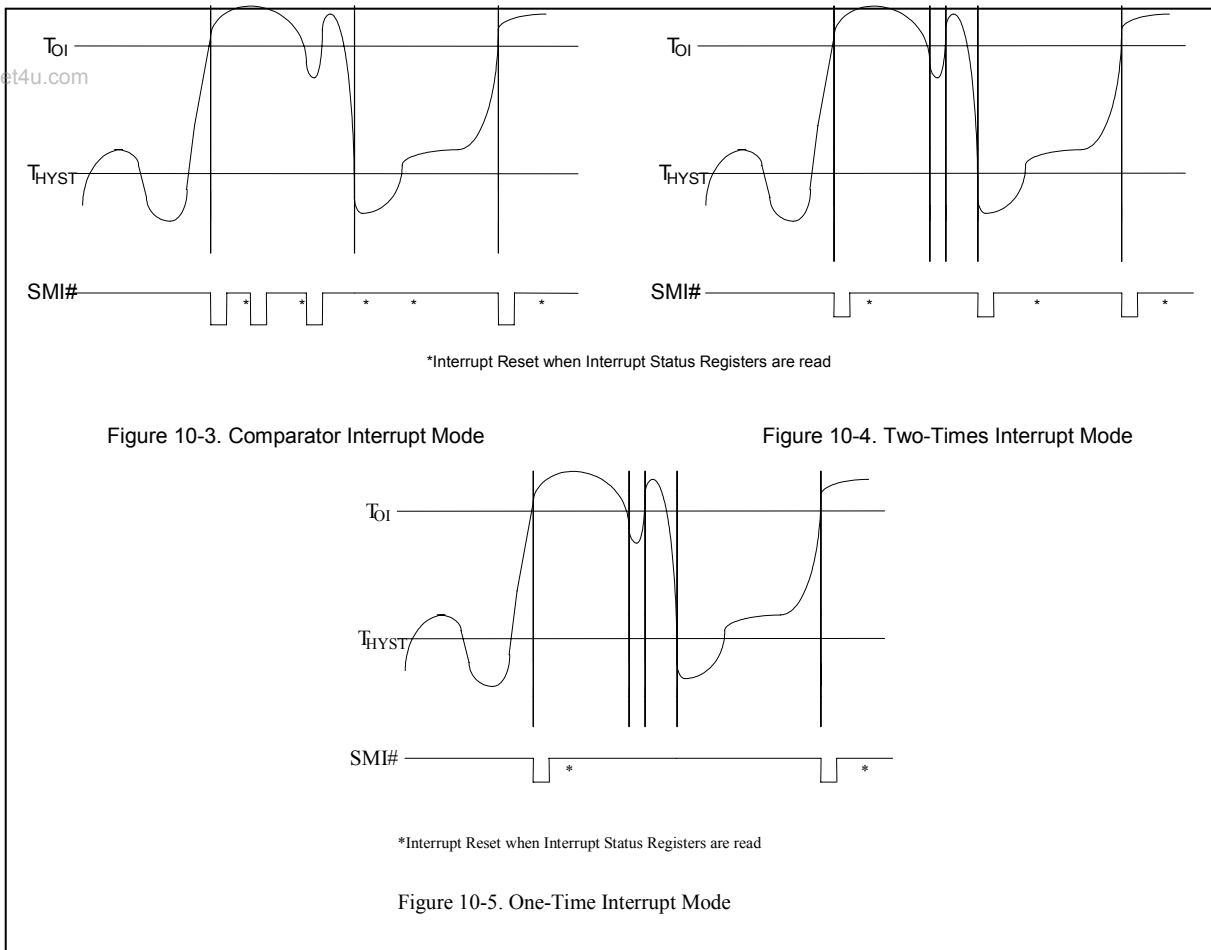 T_OI
et4u.com
T_HYST
SMI#
* * * * * *
T_OI
T_HYST
SMI#
* * *
*Interrupt Reset when Interrupt Status Registers are read
Figure 10-3. Comparator Interrupt Mode
Figure 10-4. Two-Times Interrupt Mode
T_OI
T_HYST
SMI#
* *
*Interrupt Reset when Interrupt Status Registers are read
Figure 10-5. One-Time Interrupt Mode